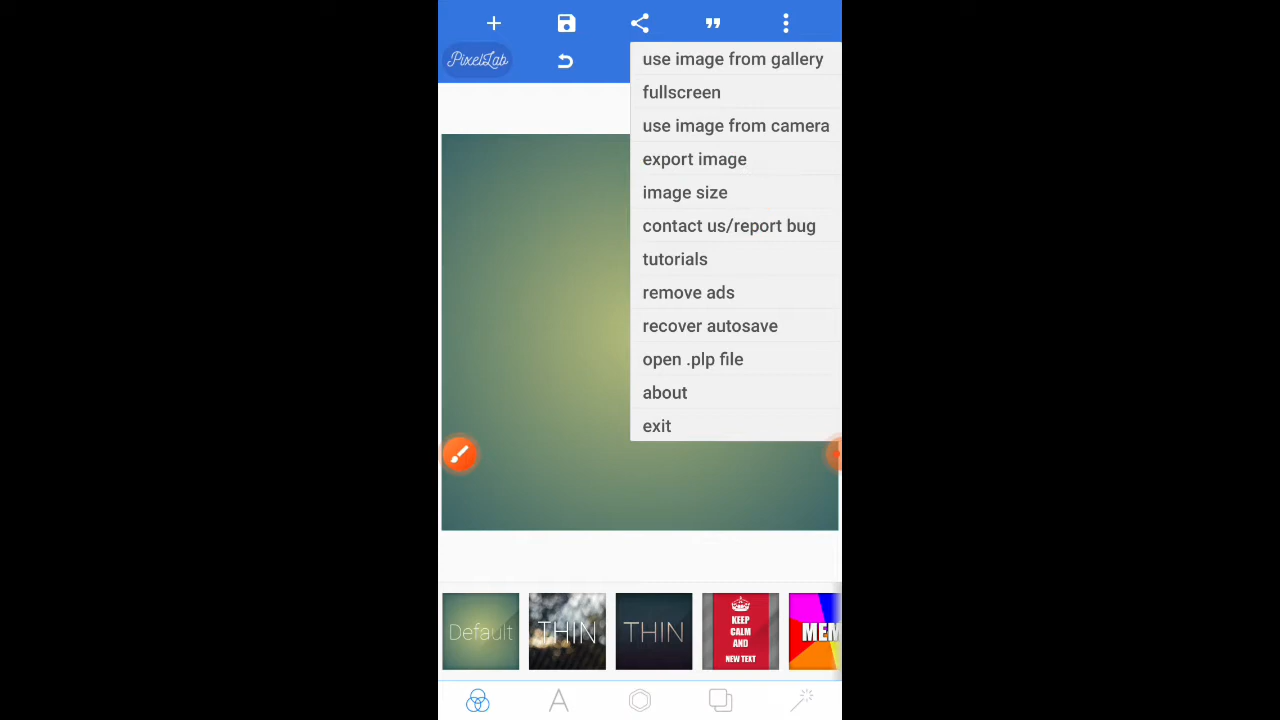 PixelLab
use image from gallery
fullscreen
use image from camera
export image
image size
contact us/report bug
tutorials
remove ads
recover autosave
open .plp file
about
exit
Default
THIN
THIN
KEEP
CALM
AND
NEW TEXT
MEM
A